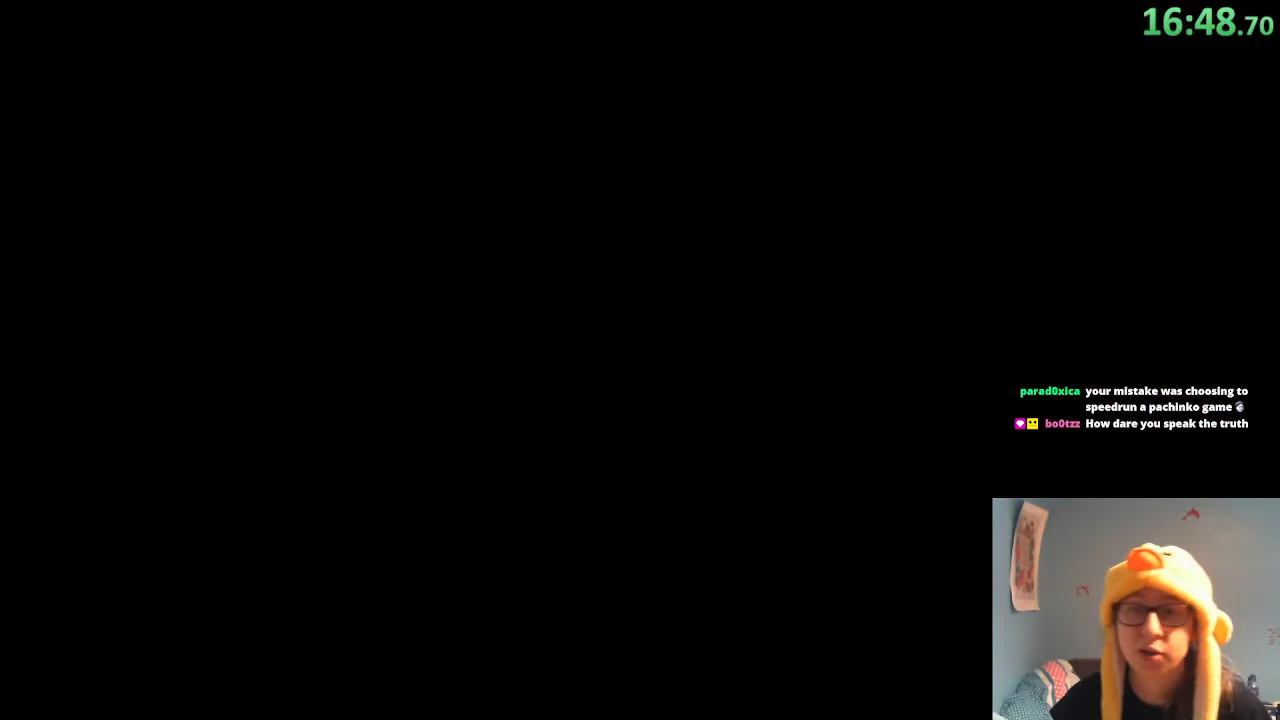 16:48.70
parad0xica your mistake was choosing to
speedrun a pachinko game
bo0tzz How dare you speak the truth